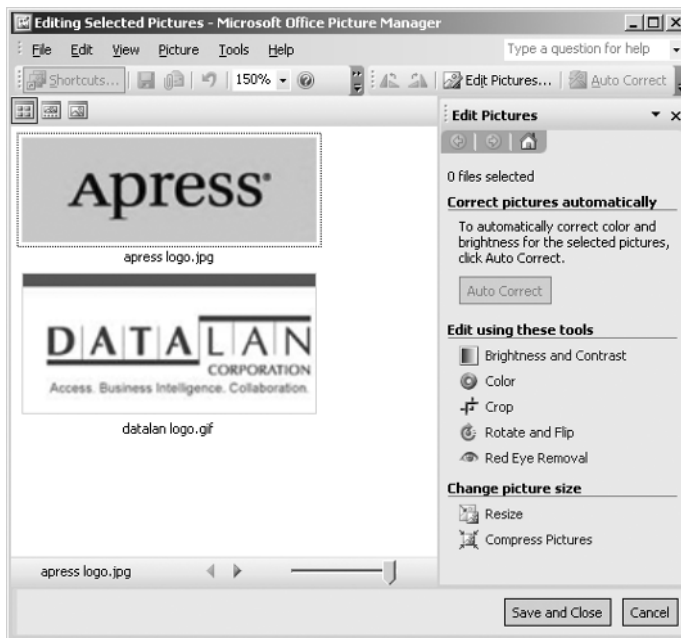 Editing Selected Pictures - Microsoft Office Picture Manager
File Edit View Picture Tools Help Type a question for help
Shortcuts... 150% Edit Pictures... Auto Correct
Edit Pictures
0 files selected
Correct pictures automatically
To automatically correct color and
brightness for the selected pictures,
click Auto Correct.
Auto Correct
Edit using these tools
Brightness and Contrast
Color
Crop
Rotate and Flip
Red Eye Removal
Change picture size
Resize
Compress Pictures
Apress®
apress logo.jpg
DATALAN
CORPORATION
Access. Business Intelligence. Collaboration.
datalan logo.gif
apress logo.jpg
Save and Close Cancel